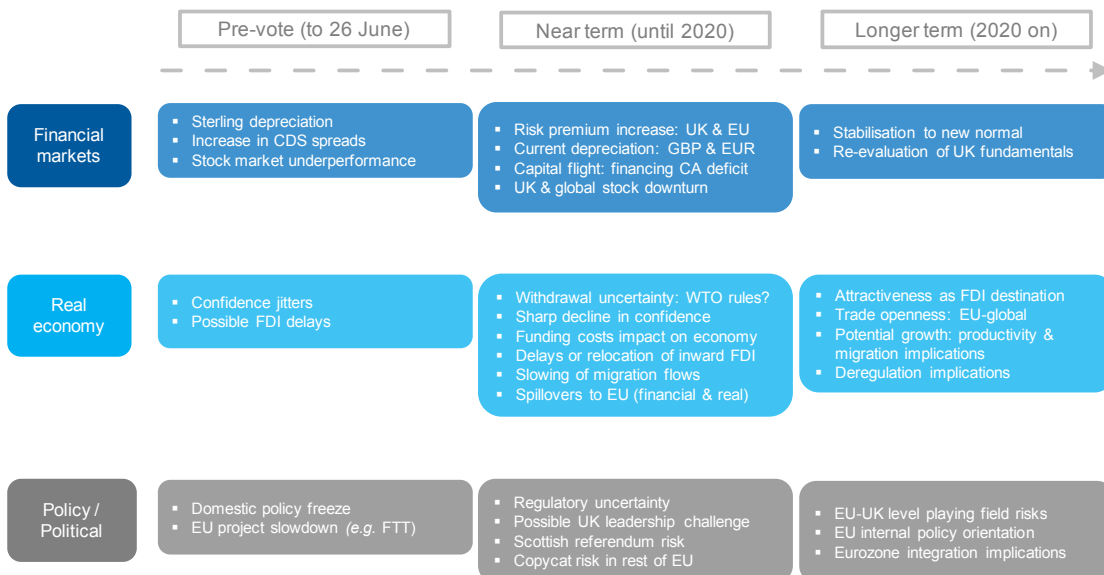 Pre-vote (to 26 June)
Near term (until 2020)
Longer term (2020 on)
Financial
markets
▪ Sterling depreciation
▪ Increase in CDS spreads
▪ Stock market underperformance
▪ Risk premium increase: UK & EU
▪ Current depreciation: GBP & EUR
▪ Capital flight: financing CA deficit
▪ UK & global stock downturn
▪ Stabilisation to new normal
▪ Re-evaluation of UK fundamentals
Real
economy
▪ Confidence jitters
▪ Possible FDI delays
▪ Withdrawal uncertainty: WTO rules?
▪ Sharp decline in confidence
▪ Funding costs impact on economy
▪ Delays or relocation of inward FDI
▪ Slowing of migration flows
▪ Spillovers to EU (financial & real)
▪ Attractiveness as FDI destination
▪ Trade openness: EU-global
▪ Potential growth: productivity &
migration implications
▪ Deregulation implications
Policy /
Political
▪ Domestic policy freeze
▪ EU project slowdown (e.g. FTT)
▪ Regulatory uncertainty
▪ Possible UK leadership challenge
▪ Scottish referendum risk
▪ Copycat risk in rest of EU
▪ EU-UK level playing field risks
▪ EU internal policy orientation
▪ Eurozone integration implications